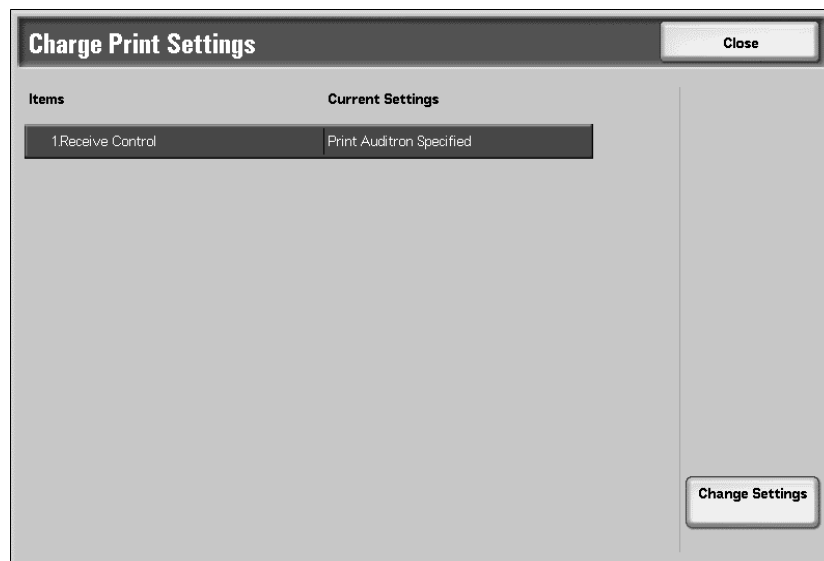 Charge Print Settings
Close
Items Current Settings
1.Receive Control Print Auditron Specified
Change Settings